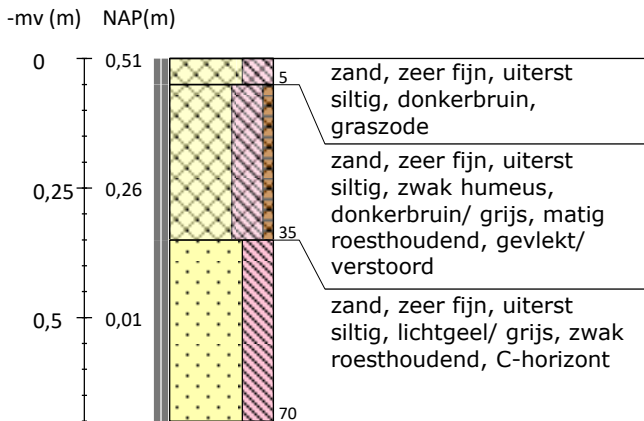 -mv (m) NAP(m)
0 0,51
5
zand, zeer fijn, uiterst
siltig, donkerbruin,
graszode
zand, zeer fijn, uiterst
siltig, zwak humeus,
donkerbruin/ grijs, matig
roesthoudend, gevlekt/
verstoord
0,25 0,26
35
zand, zeer fijn, uiterst
siltig, lichtgeel/ grijs, zwak
roesthoudend, C-horizont
0,5 0,01
70